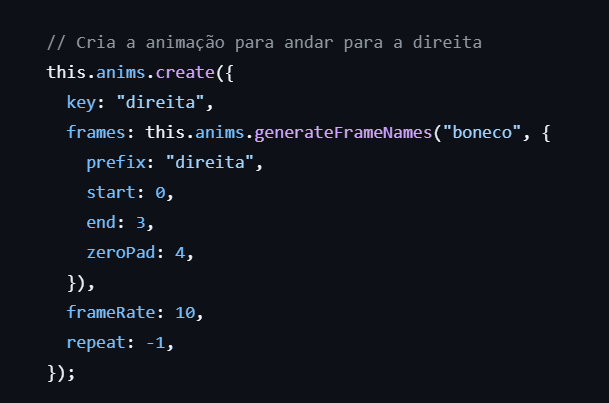 // Cria a animação para andar para a direita
this.anims.create({
  key: "direita",
  frames: this.anims.generateFrameNames("boneco", {
    prefix: "direita",
    start: 0,
    end: 3,
    zeroPad: 4,
  }),
  frameRate: 10,
  repeat: -1,
});